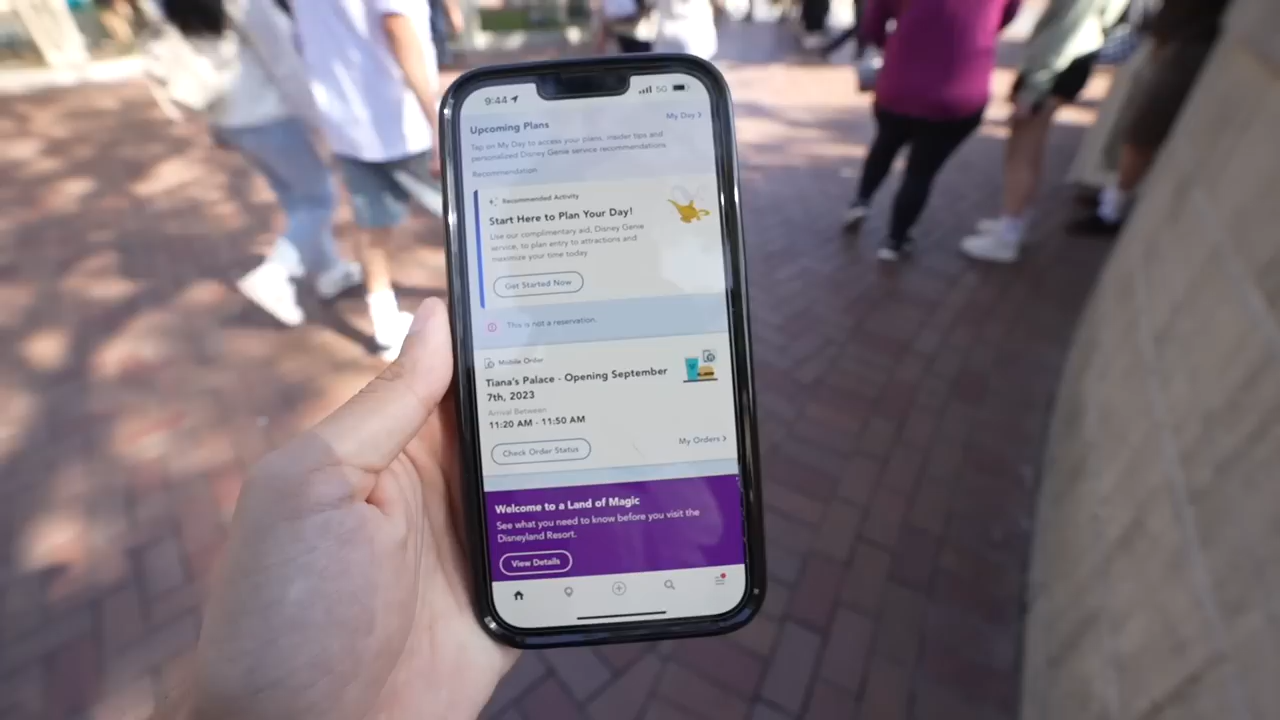 9:44
5G
Upcoming Plans
My Day >
Tap on My Day to access your plans, insider tips and
personalized Disney Genie service recommendations
Recommendation
Recommended Activity
Start Here to Plan Your Day!
Use our complimentary aid, Disney Genie
service, to plan entry to attractions and
maximize your time today
Get Started Now
This is not a reservation.
Mobile Order
Tiana's Palace - Opening September
7th, 2023
Arrival Between
11:20 AM - 11:50 AM
Check Order Status
My Orders >
Welcome to a Land of Magic
See what you need to know before you visit the
Disneyland Resort.
View Details